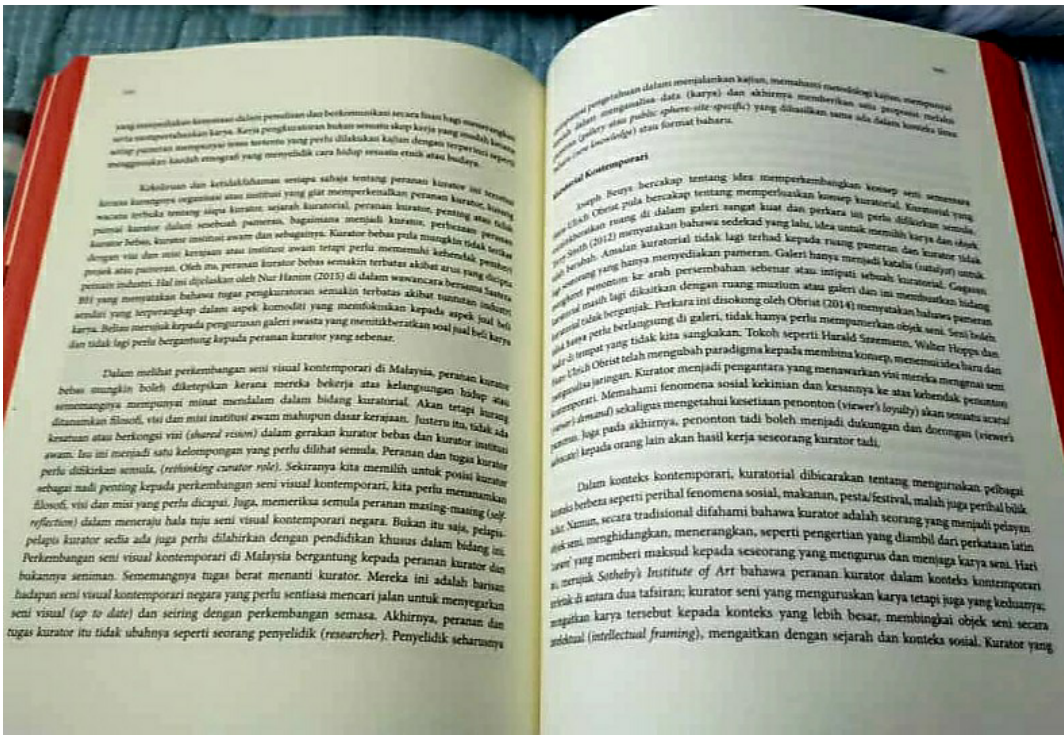 yang menyediakan kemestian dalam penulisan dan berkomunikasi secara lisan bagi menerangkan
serta mempertahankan karya. Kerja pengkuratoran bukan sesuatu skop kerja yang mudah kerana
setiap pameran mempunyai tema tertentu yang perlu dilakukan kajian dengan terperinci seperti
menggunakan kaedah etnografi yang menyelidik cara hidup sesuatu etnik atau budaya.
Kekeliruan dan ketidakfahaman sesiapa sahaja tentang peranan kurator ini tersebut
kerana kurangnya organisasi atau institusi yang giat memperkenalkan peranan kurator, kurang
wacana terbuka tentang siapa kurator, sejarah kuratorial, peranan kurator, penting atau tidak
punsai kurator dalam sesebuah pameran, bagaimana menjadi kurator, perbezaan peranan
kurator bebas, kurator institusi awam dan sebagainya. Kurator bebas pula mungkin tidak terikat
dengan visi dan misi kerajaan atau institusi awam tetapi perlu memenuhi kehendak pemberi
projek atau pameran. Oleh itu, peranan kurator bebas semakin terbatas akibat arus yang dicipta
pemain industri. Hal ini dijelaskan oleh Nur Hanim (2015) di dalam wawancara bersama Sastera
BH yang menyatakan bahawa tugas pengkuratoran semakin terbatas akibat tuntutan industri
sendiri yang terperangkap dalam aspek komoditi yang memfokuskan kepada aspek jual beli
karya. Beliau merujuk kepada pengurusan galeri swasta yang menitikberatkan soal jual beli karya
dan tidak lagi perlu bergantung kepada peranan kurator yang sebenar.
Dalam melihat perkembangan seni visual kontemporari di Malaysia, peranan kurator
bebas mungkin boleh diketepikan kerana mereka bekerja atas kelangsungan hidup atau
sememangnya mempunyai minat mendalam dalam bidang kuratorial. Akan tetapi kurang
ditanamkan filosofi, visi dan misi institusi awam mahupun dasar kerajaan. Justeru itu, tidak ada
kesatuan atau berkongsi visi (shared vision) dalam gerakan kurator bebas dan kurator institusi
awam. Isu ini menjadi satu kelompongan yang perlu dilihat semula. Peranan dan tugas kurator
perlu difikirkan semula, (rethinking curator role). Sekiranya kita memilih untuk posisi kurator
sebagai nadi penting kepada perkembangan seni visual kontemporari, kita perlu menanamkan
filosofi, visi dan misi yang perlu dicapai. Juga, memeriksa semula peranan masing-masing (self-
reflection) dalam meneraju hala tuju seni visual kontemporari negara. Bukan itu saja, pelapis-
pelapis kurator sedia ada juga perlu dilahirkan dengan pendidikan khusus dalam bidang ini.
Perkembangan seni visual kontemporari di Malaysia bergantung kepada peranan kurator dan
bukannya seniman. Sememangnya tugas berat menanti kurator. Mereka ini adalah barisan
hadapan seni visual kontemporari negara yang perlu sentiasa mencari jalan untuk menyegarkan
seni visual (up to date) dan seiring dengan perkembangan semasa. Akhirnya, peranan dan
tugas kurator itu tidak ubahnya seperti seorang penyelidik (researcher). Penyelidik seharusnya
pengetahuan dalam menjalankan kajian, memahami metodologi kajian, mempunyai
dalam menganalisa data (karya) dan akhirnya memberikan satu proposisi melalui
(gallery atau public sphere-site-specific) yang dihasilkan sama ada dalam konteks ilmu
(new knowledge) atau format baharu.
Kontemporari
Joseph Beuys bercakap tentang idea memperkembangkan konsep seni sementara
Ulrich Obrist pula bercakap tentang memperluaskan konsep kuratorial. Kuratorial yang
ruang di dalam galeri sangat kuat dan perkara ini perlu difikirkan semula.
Smith (2012) menyatakan bahawa sedekad yang lalu, idea untuk memilih karya dan objek
berubah. Amalan kuratorial tidak lagi terhad kepada ruang pameran dan kurator tidak
seorang yang hanya menyediakan pameran. Galeri hanya menjadi katalis (catalyst) untuk
penonton ke arah persembahan sebenar atau intipati sebuah kuratorial. Gagasan
masih lagi dikaitkan dengan ruang muzium atau galeri dan ini membuatkan bidang
tidak berganjak. Perkara ini disokong oleh Obrist (2014) menyatakan bahawa pameran
hanya perlu berlangsung di galeri, tidak hanya perlu mempamerkan objek seni. Seni boleh
di tempat yang tidak kita sangkakan. Tokoh seperti Harald Szeemann, Walter Hopps dan
Ulrich Obrist telah mengubah paradigma kepada membina konsep, menemui idea baru dan
jaringan. Kurator menjadi pengantara yang menawarkan visi mereka mengenai seni
kontemporari. Memahami fenomena sosial kekinian dan kesannya ke atas kehendak penonton
demand) sekaligus mengetahui kesetiaan penonton (viewer's loyalty) akan sesuatu acara/
pameran. Juga pada akhirnya, penonton tadi boleh menjadi dukungan dan dorongan (viewer's
advocate) kepada orang lain akan hasil kerja seseorang kurator tadi.
Dalam konteks kontemporari, kuratorial dibicarakan tentang menguruskan pelbagai
konteks berbeza seperti perihal fenomena sosial, makanan, pesta/festival, malah juga perihal bilik
Namun, secara tradisional difahami bahawa kurator adalah seorang yang menjadi pelayan
objek seni, menghidangkan, menerangkan, seperti pengertian yang diambil dari perkataan latin
yang memberi maksud kepada seseorang yang mengurus dan menjaga karya seni. Hari
merujuk Sotheby's Institute of Art bahawa peranan kurator dalam konteks kontemporari
di antara dua tafsiran; kurator seni yang menguruskan karya tetapi juga yang keduanya;
mengaitkan karya tersebut kepada konteks yang lebih besar, membingkai objek seni secara
intelektual (intellectual framing), mengaitkan dengan sejarah dan konteks sosial. Kurator yang